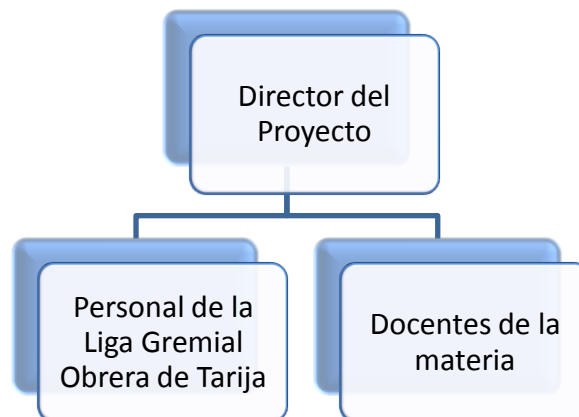 Director del
Proyecto
Personal de la
Liga Gremial
Obrera de Tarija
Docentes de la
materia